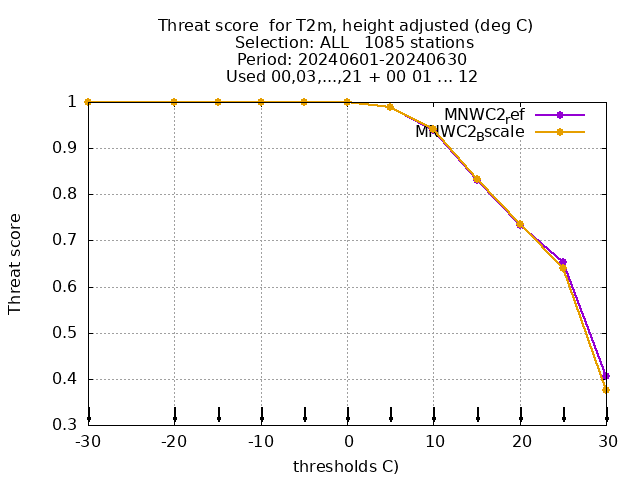 Threat score  for T2m, height adjusted (deg C)
Selection: ALL   1085 stations
Period: 20240601-20240630
Used 00,03,...,21 + 00 01 ... 12
MNWC2ref
MNWC2Bscale
1
0.9
0.8
0.7
0.6
0.5
0.4
0.3
Threat score
-30 -20 -10 0 10 20 30
thresholds C)